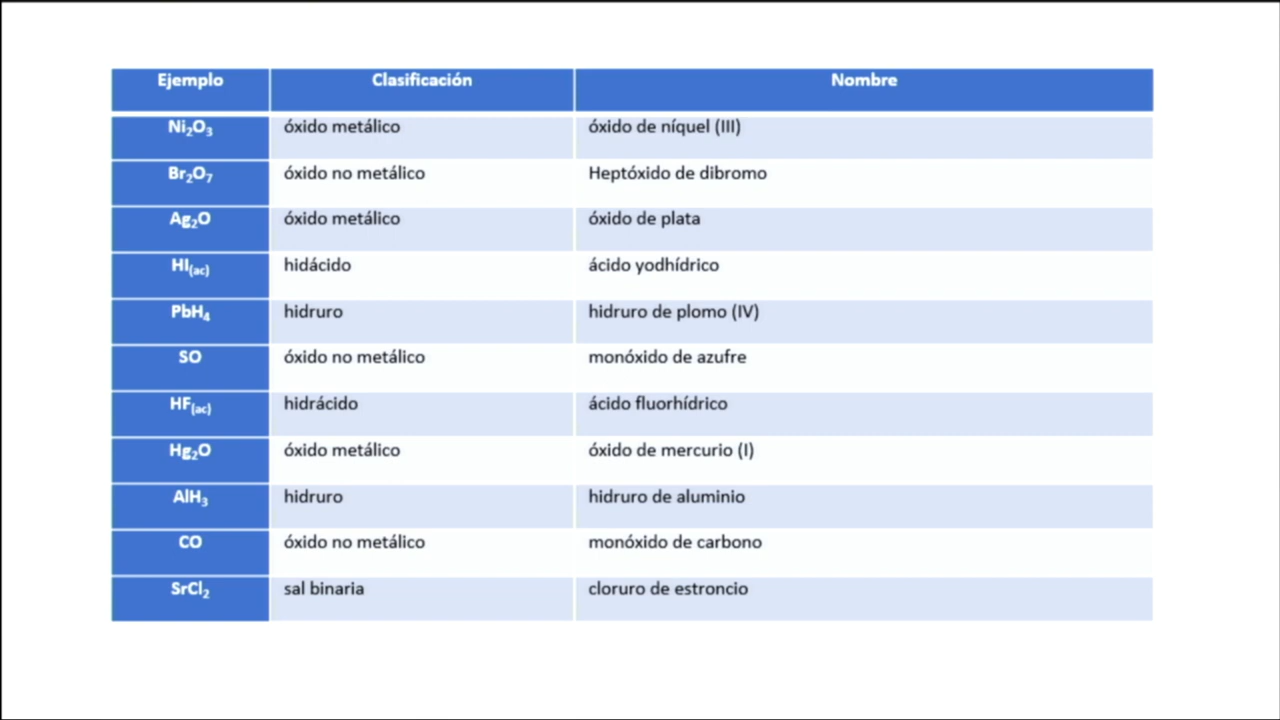 Ejemplo Clasificación Nombre
Ni₂O₃ óxido metálico óxido de níquel (III)
Br₂O₇ óxido no metálico Heptóxido de dibromo
Ag₂O óxido metálico óxido de plata
HI(ac) hidácido ácido yodhídrico
PbH₄ hidruro hidruro de plomo (IV)
SO óxido no metálico monóxido de azufre
HF(ac) hidrácido ácido fluorhídrico
Hg₂O óxido metálico óxido de mercurio (I)
AlH₃ hidruro hidruro de aluminio
CO óxido no metálico monóxido de carbono
SrCl₂ sal binaria cloruro de estroncio